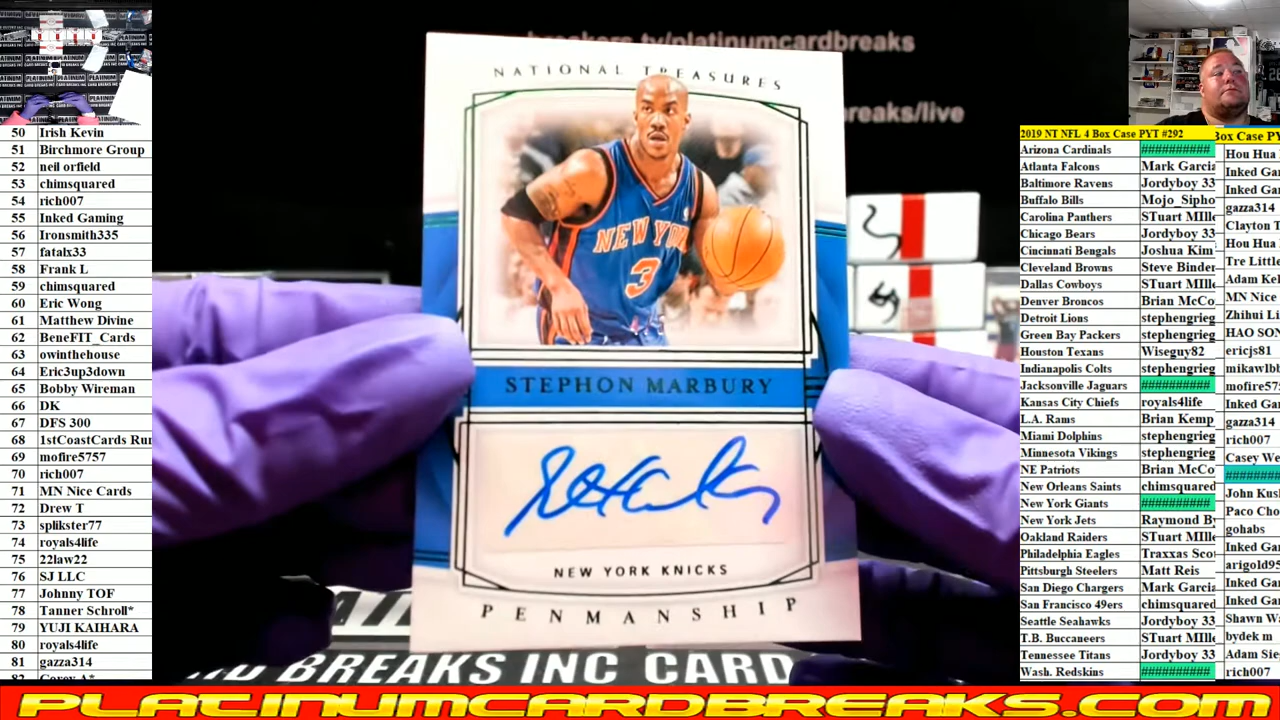 50 Irish Kevin
51 Birchmore Group
52 neil orfield
53 chimsquared
54 rich007
55 Inked Gaming
56 Ironsmith335
57 fatalx33
58 Frank L
59 chimsquared
60 Eric Wong
61 Matthew Divine
62 BeneFIT_Cards
63 owinthehouse
64 Eric3up3down
65 Bobby Wireman
66 DK
67 DFS 300
68 1stCoastCards Run
69 mofire5757
70 rich007
71 MN Nice Cards
72 Drew T
73 splikster77
74 royals4life
75 22law22
76 SJ LLC
77 Johnny TOF
78 Tanner Schroll*
79 YUJI KAIHARA
80 royals4life
81 gazza314
82 Corey A*
platinumcardbreaks
breaks/live
NATIONAL TREASURES
NEW YORK
3
STEPHON MARBURY
NEW YORK KNICKS
PENMANSHIP
BREAKS INC CARD
2019 NT NFL 4 Box Case PYT #292
Arizona Cardinals ##########
Atlanta Falcons Mark Garcia
Baltimore Ravens Jordyboy 33
Buffalo Bills Mojo_Sipho
Carolina Panthers STuart MIlle
Chicago Bears Jordyboy 33
Cincinnati Bengals Joshua Kim
Cleveland Browns Steve Binder
Dallas Cowboys STuart MIlle
Denver Broncos Brian McCo
Detroit Lions stephengrieg
Green Bay Packers stephengrieg
Houston Texans Wiseguy82
Indianapolis Colts stephengrieg
Jacksonville Jaguars ##########
Kansas City Chiefs royals4life
L.A. Rams Brian Kemp
Miami Dolphins stephengrieg
Minnesota Vikings stephengrieg
NE Patriots Brian McCo
New Orleans Saints chimsquared
New York Giants ##########
New York Jets Raymond By
Oakland Raiders STuart MIlle
Philadelphia Eagles Traxxas Sco
Pittsburgh Steelers Matt Reis
San Diego Chargers Mark Garcia
San Francisco 49ers chimsquared
Seattle Seahawks Jordyboy 33
T.B. Buccaneers STuart MIlle
Tennessee Titans Jordyboy 33
Wash. Redskins ##########
Box Case PY
Hou Hua
Inked Ga
Inked Ga
gazza314
Clayton T
Hou Hua
Tre Little
Adam Kel
MN Nice
Zhihui Li
HAO SON
ericjs81
mikaw1bb
mofire575
Inked Ga
gazza314
rich007
Casey We
########
John Kus
Paco Cho
gohabs
Inked Ga
arigold95
Inked Ga
Inked Ga
Shawn Wa
bydek m
Adam Sie
rich007
PLATINUMCARDBREAKS.COM